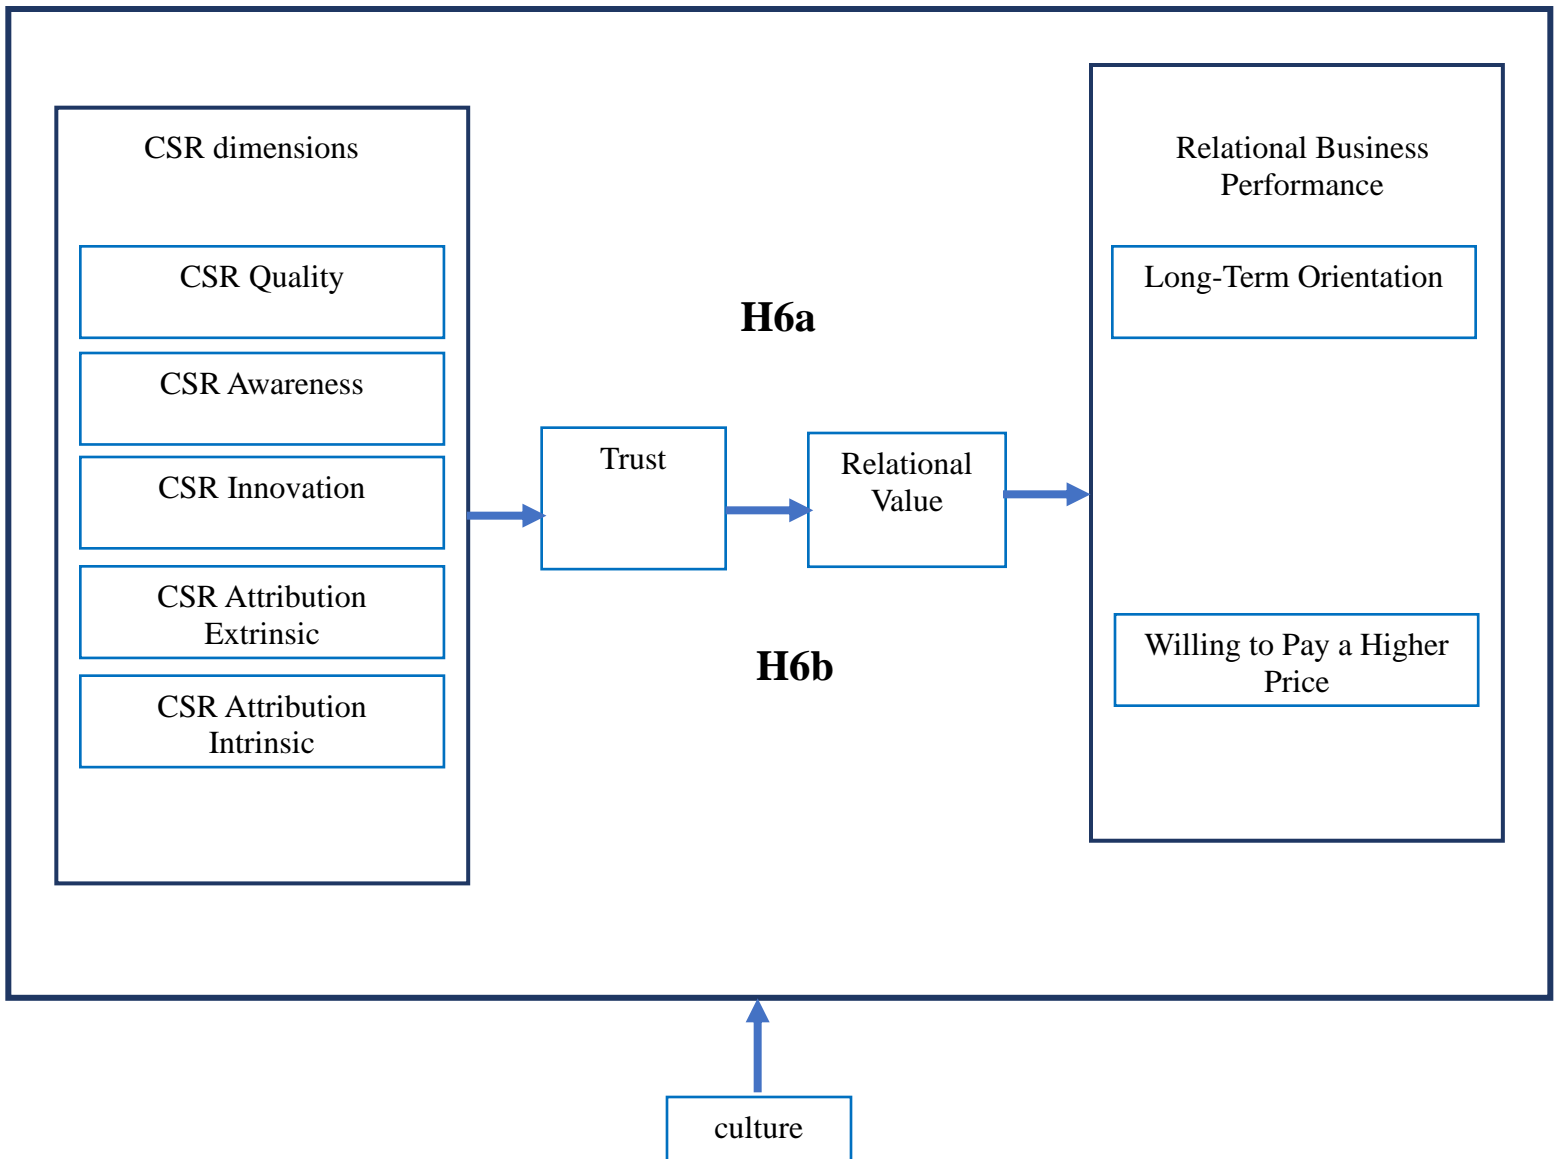 CSR dimensions
CSR Quality
CSR Awareness
CSR Innovation
CSR Attribution
Extrinsic
CSR Attribution
Intrinsic
H6a
Trust
Relational
Value
H6b
Relational Business
Performance
Long-Term Orientation
Willing to Pay a Higher
Price
culture